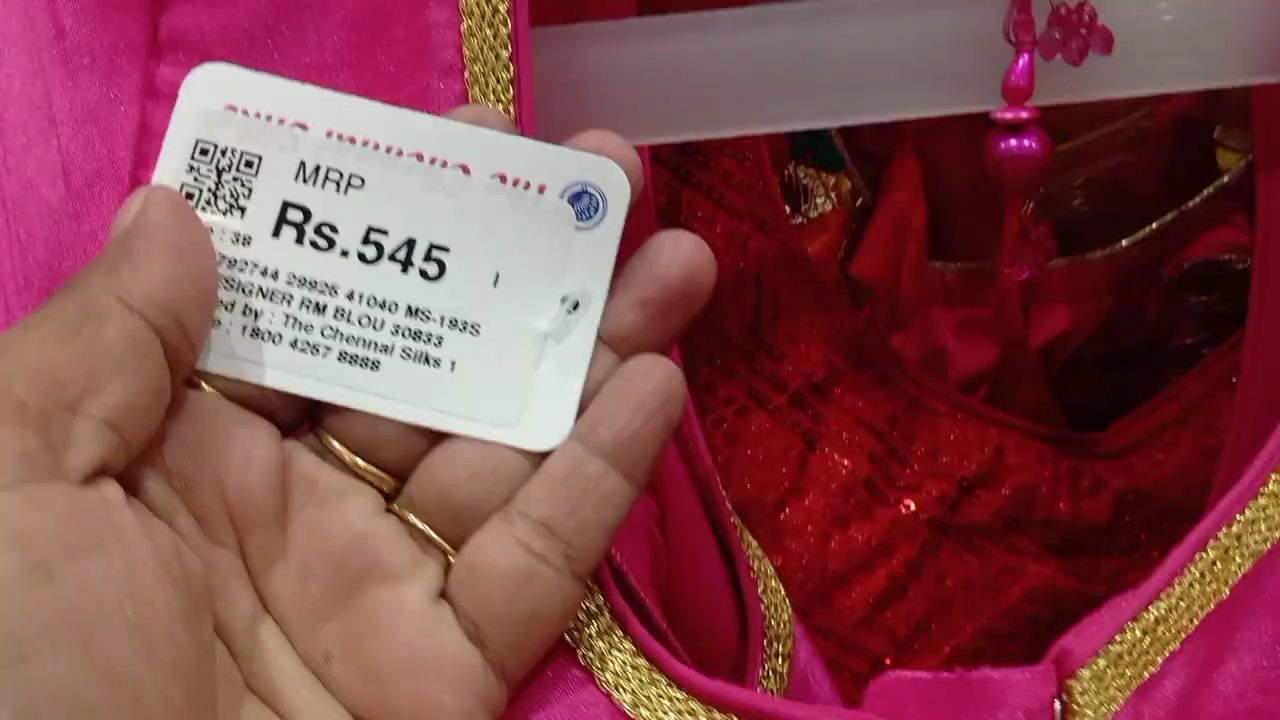 MRP
Rs.545
: 38
792744 29926 41040 MS-193S
SIGNER RM BLOU 30833
ed by : The Chennai Silks 1
e : 1800 4257 8888